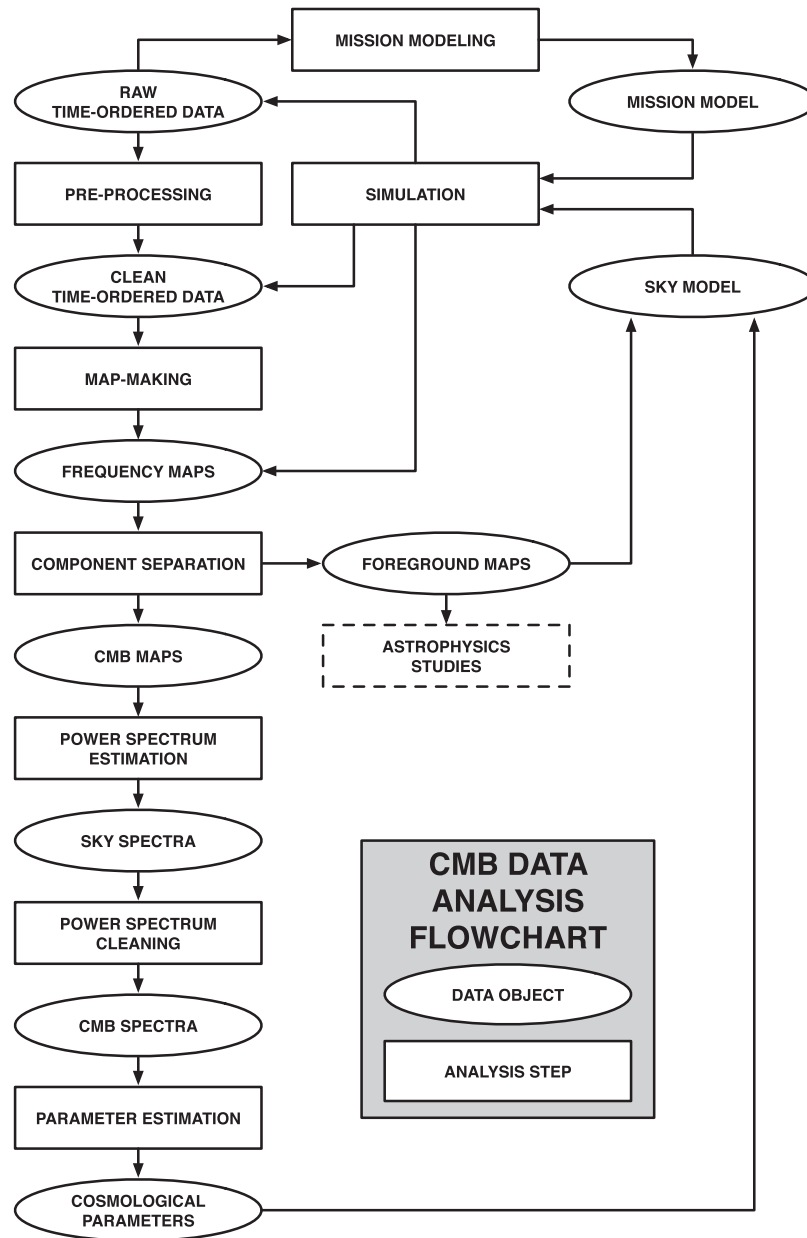 MISSION MODELING
RAW
TIME-ORDERED DATA
MISSION MODEL
PRE-PROCESSING
SIMULATION
CLEAN
TIME-ORDERED DATA
SKY MODEL
MAP-MAKING
FREQUENCY MAPS
COMPONENT SEPARATION
FOREGROUND MAPS
ASTROPHYSICS
STUDIES
CMB MAPS
POWER SPECTRUM
ESTIMATION
SKY SPECTRA
POWER SPECTRUM
CLEANING
CMB SPECTRA
PARAMETER ESTIMATION
COSMOLOGICAL
PARAMETERS
CMB DATA
ANALYSIS
FLOWCHART
DATA OBJECT
ANALYSIS STEP